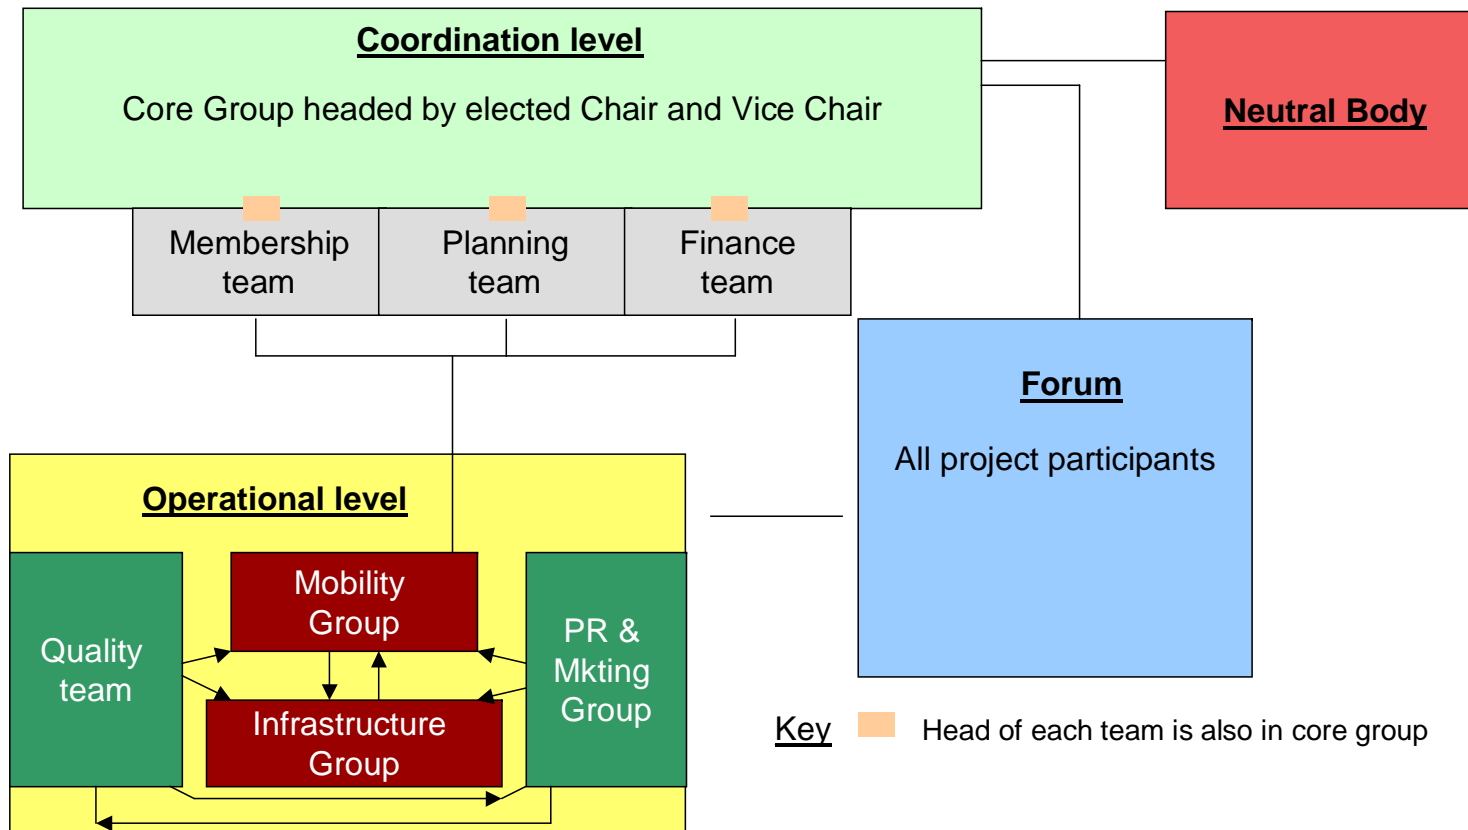 Coordination level
Core Group headed by elected Chair and Vice Chair
Neutral Body
Membership
team
Planning
team
Finance
team
Forum
All project participants
Operational level
Quality
team
Mobility
Group
Infrastructure
Group
PR &
Mkting
Group
Key
Head of each team is also in core group